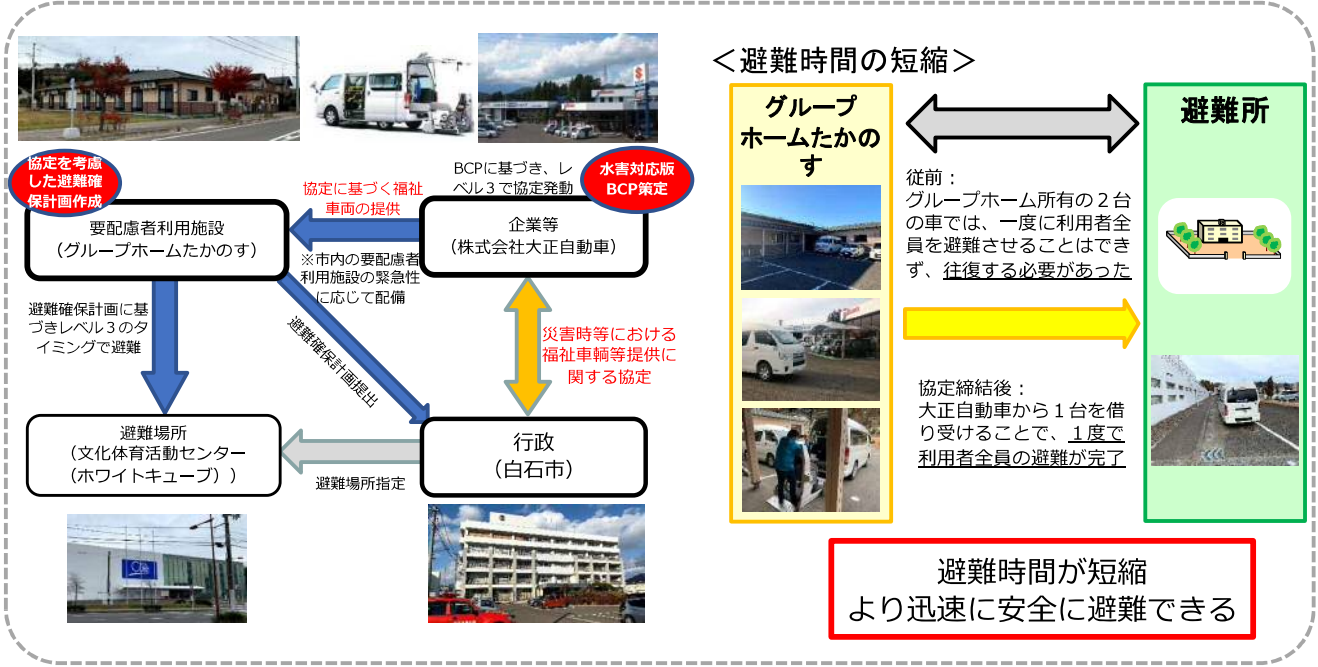 協定を考慮
した避難確
保計画作成
協定に基づく福祉
車両の提供
BCPに基づき、レ
ベル３で協定発動
水害対応版
BCP策定
要配慮者利用施設
（グループホームたかのす）
企業等
（株式会社大正自動車）
※市内の要配慮者
利用施設の緊急性
に応じて配備
避難確保計画に基
づきレベル３のタ
イミングで避難
避難確保計画提出
災害時等における
福祉車輌等提供に
関する協定
避難場所
（文化体育活動センター
（ホワイトキューブ））
行政
（白石市）
避難場所指定
＜避難時間の短縮＞
グループ
ホームたかの
す
避難所
従前：
グループホーム所有の２台
の車では、一度に利用者全
員を避難させることはでき
ず、往復する必要があった
協定締結後：
大正自動車から１台を借
り受けることで、１度で
利用者全員の避難が完了
避難時間が短縮
より迅速に安全に避難できる